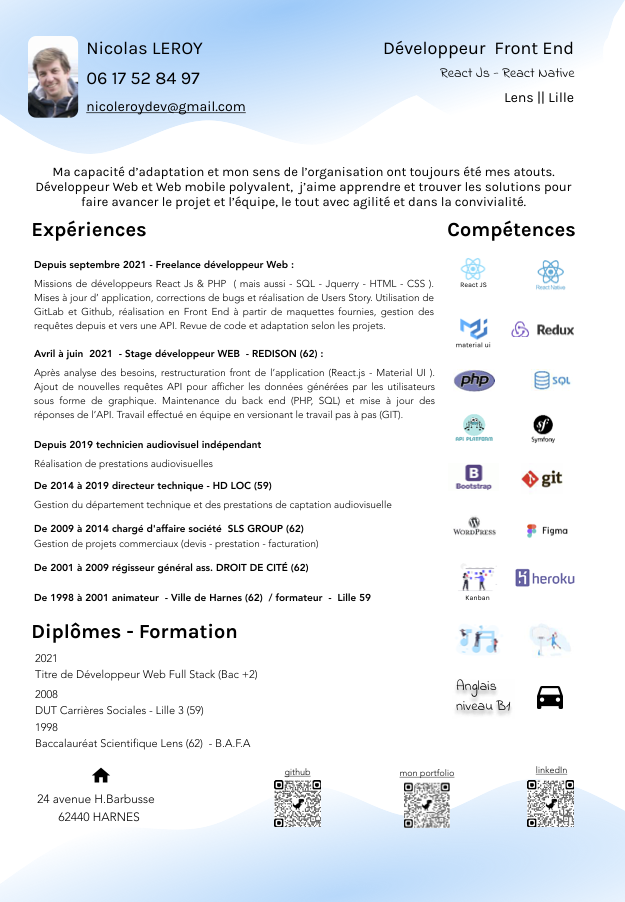 Nicolas LEROY
06 17 52 84 97
nicoleroydev@gmail.com
Développeur  Front End
React Js - React Native
Lens || Lille
Ma capacité d'adaptation et mon sens de l'organisation ont toujours été mes atouts.
Développeur Web et Web mobile polyvalent,  j'aime apprendre et trouver les solutions pour
faire avancer le projet et l'équipe, le tout avec agilité et dans la convivialité.
Expériences
Depuis septembre 2021 - Freelance développeur Web :
Missions de développeurs React Js & PHP  ( mais aussi - SQL - Jquerry - HTML - CSS ).
Mises à jour d' application, corrections de bugs et réalisation de Users Story. Utilisation de
GitLab et Github, réalisation en Front End à partir de maquettes fournies, gestion des
requêtes depuis et vers une API. Revue de code et adaptation selon les projets.
Avril à juin  2021  - Stage développeur WEB  - REDISON (62) :
Après analyse des besoins, restructuration front de l'application (React.js - Material UI ).
Ajout de nouvelles requêtes API pour afficher les données générées par les utilisateurs
sous forme de graphique. Maintenance du back end (PHP, SQL) et mise à jour des
réponses de l'API. Travail effectué en équipe en versionant le travail pas à pas (GIT).
Depuis 2019 technicien audiovisuel indépendant
Réalisation de prestations audiovisuelles
De 2014 à 2019 directeur technique - HD LOC (59)
Gestion du département technique et des prestations de captation audiovisuelle
De 2009 à 2014 chargé d'affaire société  SLS GROUP (62)
Gestion de projets commerciaux (devis - prestation - facturation)
De 2001 à 2009 régisseur général ass. DROIT DE CITÉ (62)
De 1998 à 2001 animateur  - Ville de Harnes (62)  / formateur  -  Lille 59
Diplômes - Formation
2021
Titre de Développeur Web Full Stack (Bac +2)
2008
DUT Carrières Sociales - Lille 3 (59)
1998
Baccalauréat Scientifique Lens (62)  - B.A.F.A
Compétences
React JS
React Native
material ui
Redux
php
SQL
API PLATFORM
Symfony
Bootstrap
git
WORDPRESS
Figma
Kanban
heroku
Anglais
niveau B1
24 avenue H.Barbusse
62440 HARNES
github
mon portfolio
linkedIn